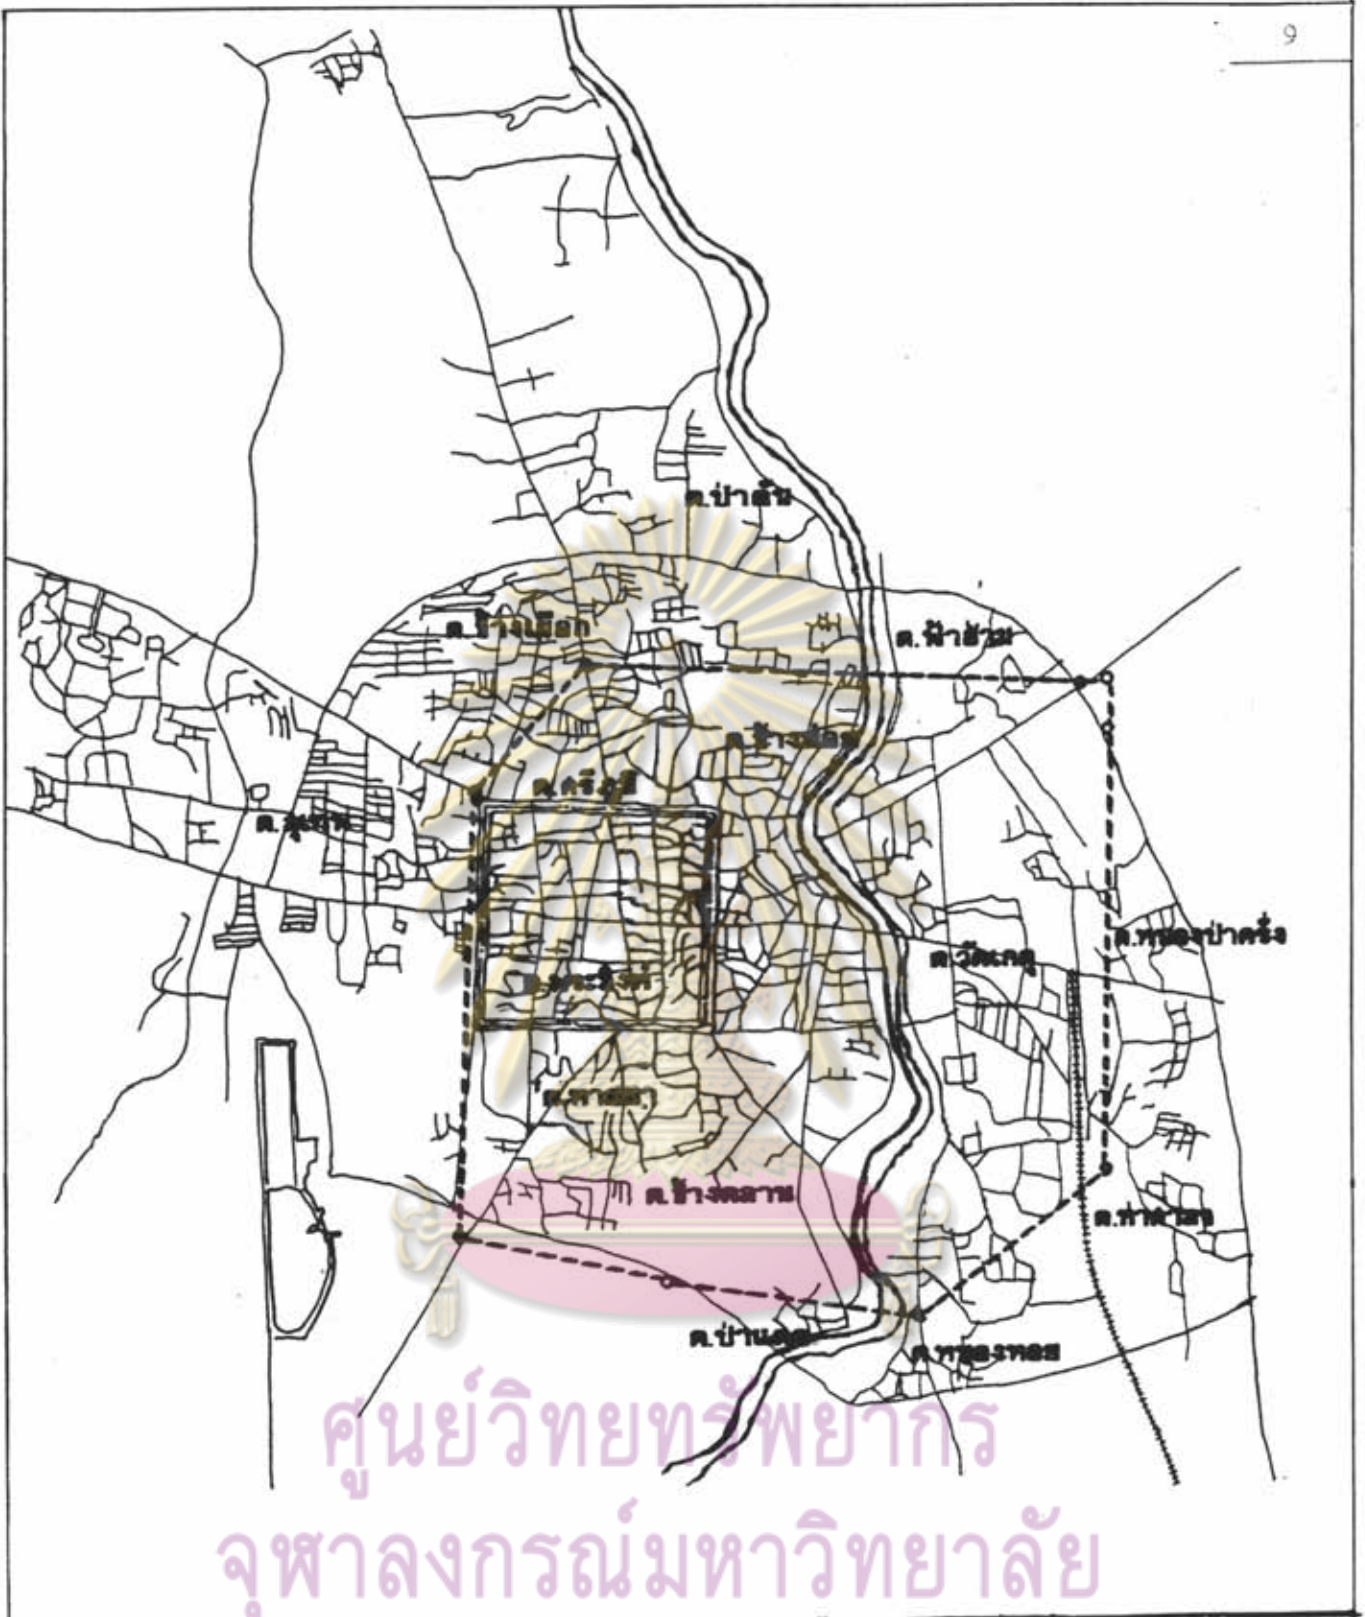 9
ต.ป่าตัน
ต.ช้างเผือก
ต.ฟ้าฮ่าม
ต.ช้างม่อย
ต.ศรีภูมิ
ต.สุเทพ
ต.หนองป่าครั่ง
ต.วัดเกตุ
ต.พระสิงห์
ต.หายยา
ต.ช้างคลาน
ต.ท่าศาลา
ต.ป่าแดด
ต.หนองหอย
ศูนย์วิทยทรัพยากร
จุฬาลงกรณ์มหาวิทยาลัย